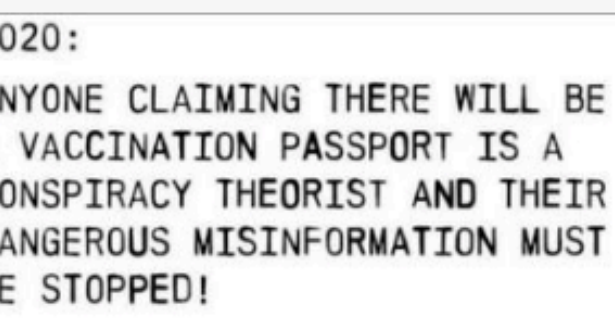 020:
NYONE CLAIMING THERE WILL BE
VACCINATION PASSPORT IS A
ONSPIRACY THEORIST AND THEIR
ANGEROUS MISINFORMATION MUST
E STOPPED!